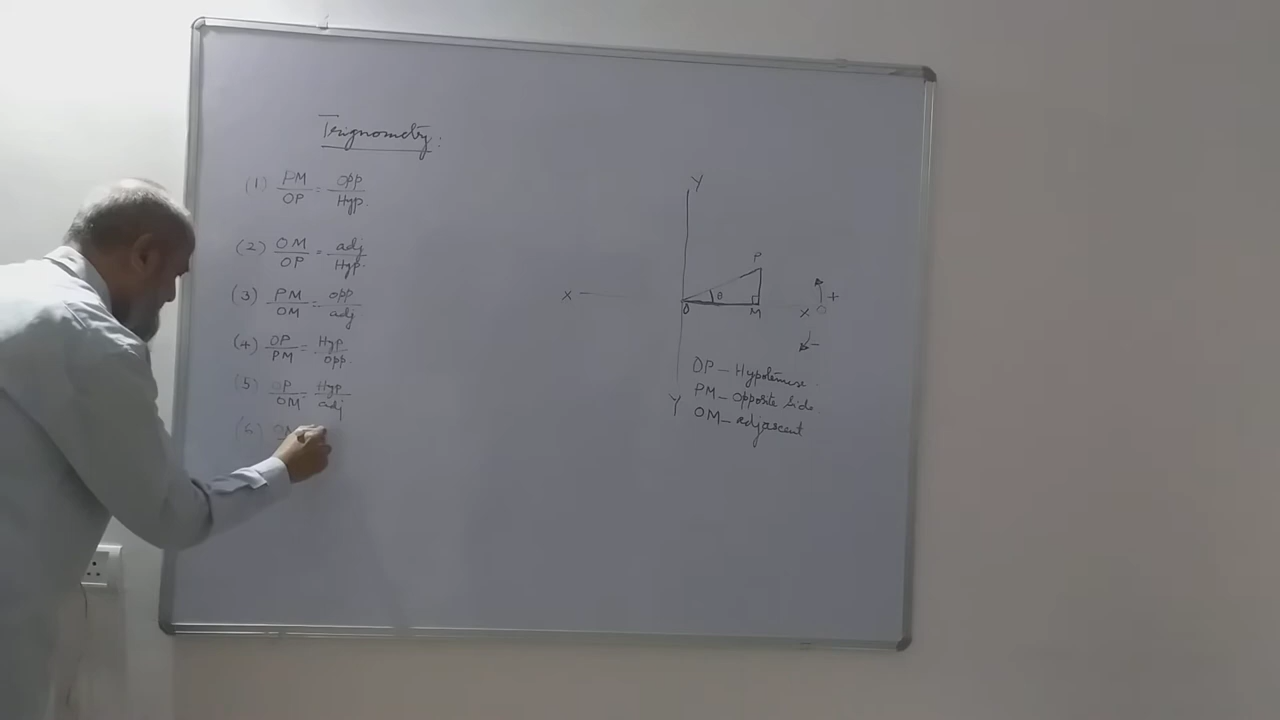 Trignometry:
(1) PM/OP = Opp/Hyp.
(2) OM/OP = adj/Hyp.
(3) PM/OM = opp/adj
(4) OP/PM = Hyp/opp.
(5) OP/OM = Hyp/adj
(6) OM
Y
P
X
θ
O
M
X
+
-
OP - Hypotenuse.
PM - Opposite Side
Y
OM - adjascent